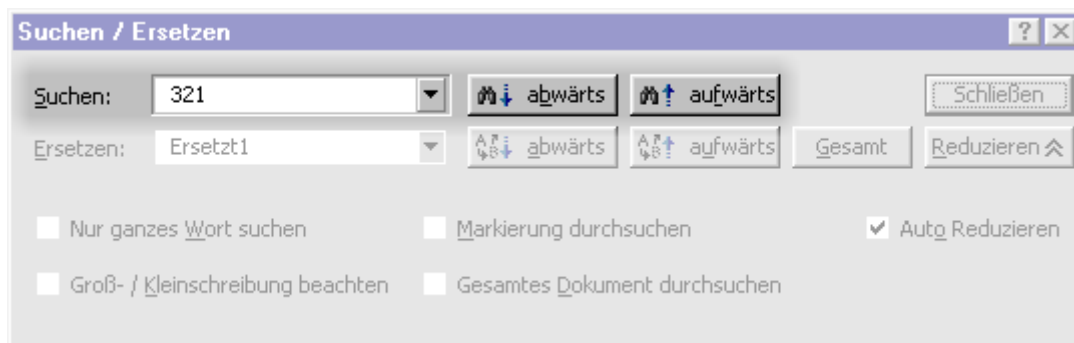 Suchen / Ersetzen
Suchen: 321 abwärts aufwärts Schließen
Ersetzen: Ersetzt1 abwärts aufwärts Gesamt Reduzieren
Nur ganzes Wort suchen Markierung durchsuchen Auto Reduzieren
Groß- / Kleinschreibung beachten Gesamtes Dokument durchsuchen